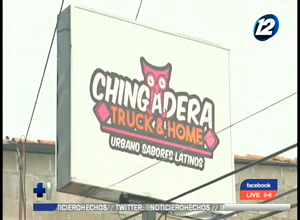 12
CHINGADERA
TRUCK & HOME
URBANO SABORES LATINOS
facebook
LIVE
NOTICIEROHECHOS// TWITTER: @NOTICIEROHECHOS//